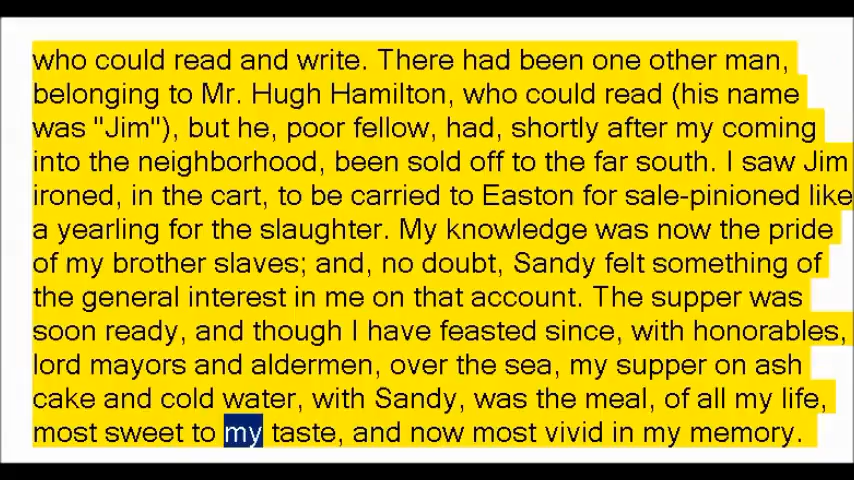 who could read and write. There had been one other man,
belonging to Mr. Hugh Hamilton, who could read (his name
was "Jim"), but he, poor fellow, had, shortly after my coming
into the neighborhood, been sold off to the far south. I saw Jim
ironed, in the cart, to be carried to Easton for sale-pinioned like
a yearling for the slaughter. My knowledge was now the pride
of my brother slaves; and, no doubt, Sandy felt something of
the general interest in me on that account. The supper was
soon ready, and though I have feasted since, with honorables,
lord mayors and aldermen, over the sea, my supper on ash
cake and cold water, with Sandy, was the meal, of all my life,
most sweet to my taste, and now most vivid in my memory.